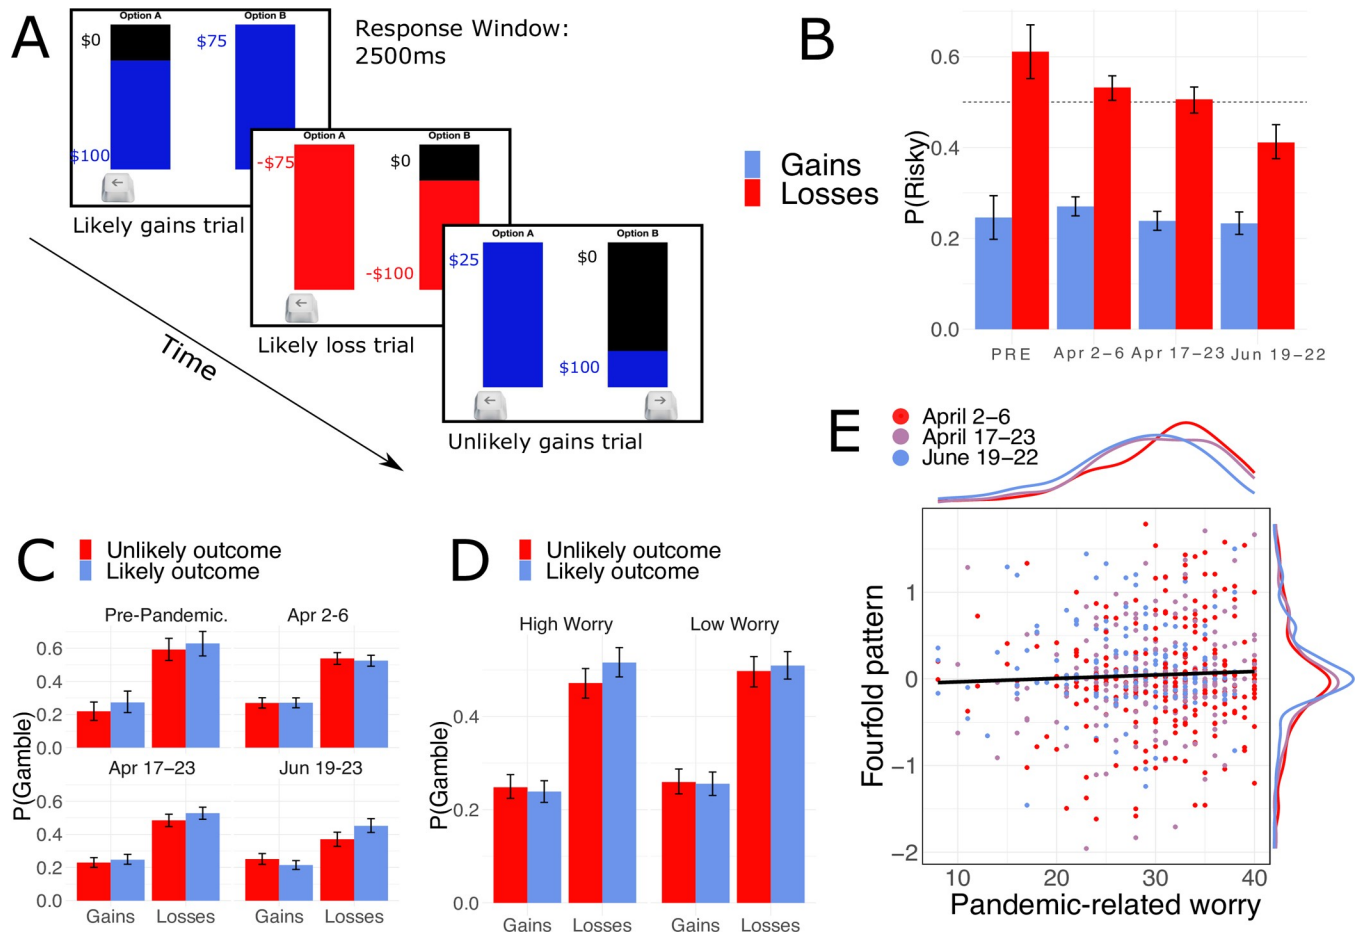 A
Option A
Option B
$0
$75
$100
←
Likely gains trial
Response Window:
2500ms
Option A
Option B
-$75
$0
-$100
←
Likely loss trial
Option A
Option B
$25
$0
$100
←
→
Unlikely gains trial
Time
B
Gains
Losses
P(Risky)
0.6
0.4
0.2
0.0
PRE
Apr 2-6
Apr 17-23
Jun 19-22
C
Unlikely outcome
Likely outcome
P(Gamble)
Pre-Pandemic.
Apr 2-6
0.6
0.4
0.2
0.0
Apr 17-23
Jun 19-23
0.6
0.4
0.2
0.0
Gains
Losses
Gains
Losses
D
Unlikely outcome
Likely outcome
P(Gamble)
High Worry
Low Worry
0.4
0.2
0.0
Gains
Losses
Gains
Losses
E
April 2-6
April 17-23
June 19-22
Fourfold pattern
1
0
-1
-2
10
20
30
40
Pandemic-related worry